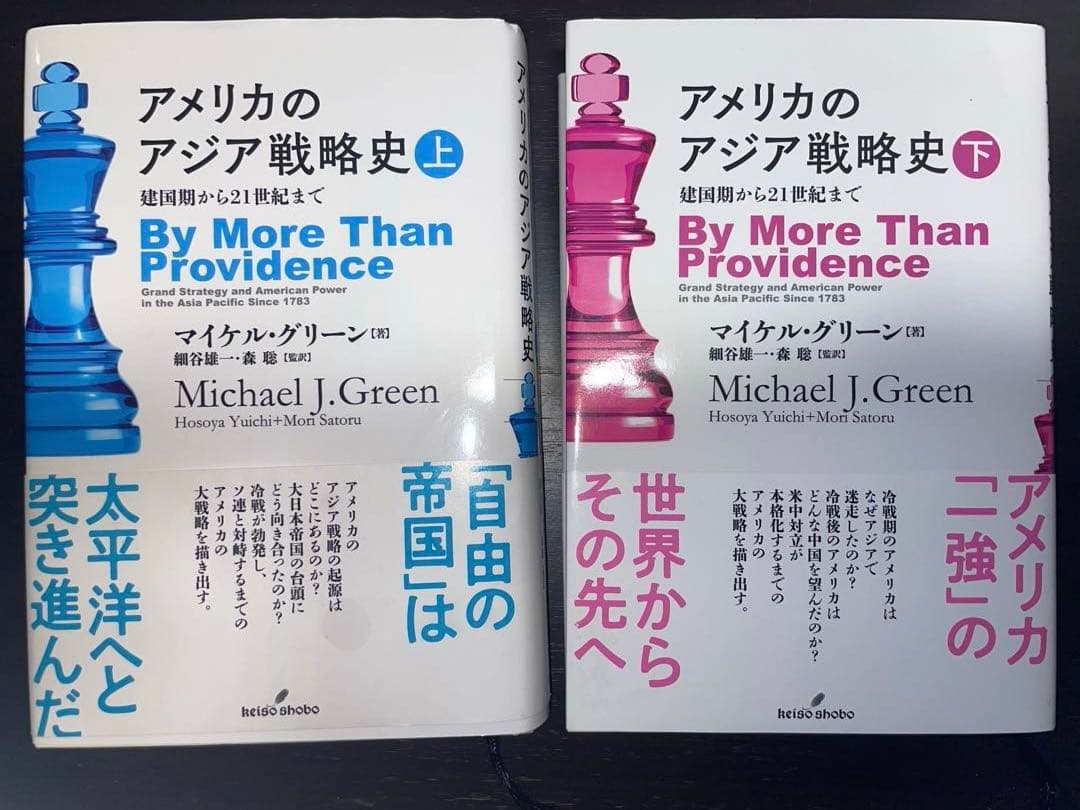 アメリカの
アジア戦略史 上
建国期から21世紀まで
By More Than
Providence
Grand Strategy and American Power
in the Asia Pacific Since 1783
マイケル・グリーン【著】
細谷雄一・森 聡【監訳】
Michael J.Green
Hosoya Yuichi+Mori Satoru
「自由の
帝国」は
アメリカの
アジア戦略の起源は
どこにあるのか?
大日本帝国の台頭に
どう向き合ったのか?
冷戦が勃発し、
ソ連と対峙するまでの
アメリカの
大戦略を描き出す。
太平洋へと
突き進んだ
keiso shobo
アメリカのアジア戦略史
アメリカの
アジア戦略史 下
建国期から21世紀まで
By More Than
Providence
Grand Strategy and American Power
in the Asia Pacific Since 1783
マイケル・グリーン【著】
細谷雄一・森 聡【監訳】
Michael J.Green
Hosoya Yuichi+Mori Satoru
アメリカ
「一強」の
冷戦期のアメリカは
なぜアジアで
迷走したのか?
冷戦後のアメリカは
どんな中国を望んだのか?
米中対立が
本格化するまでの
アメリカの
大戦略を描き出す。
世界から
その先へ
keiso shobo